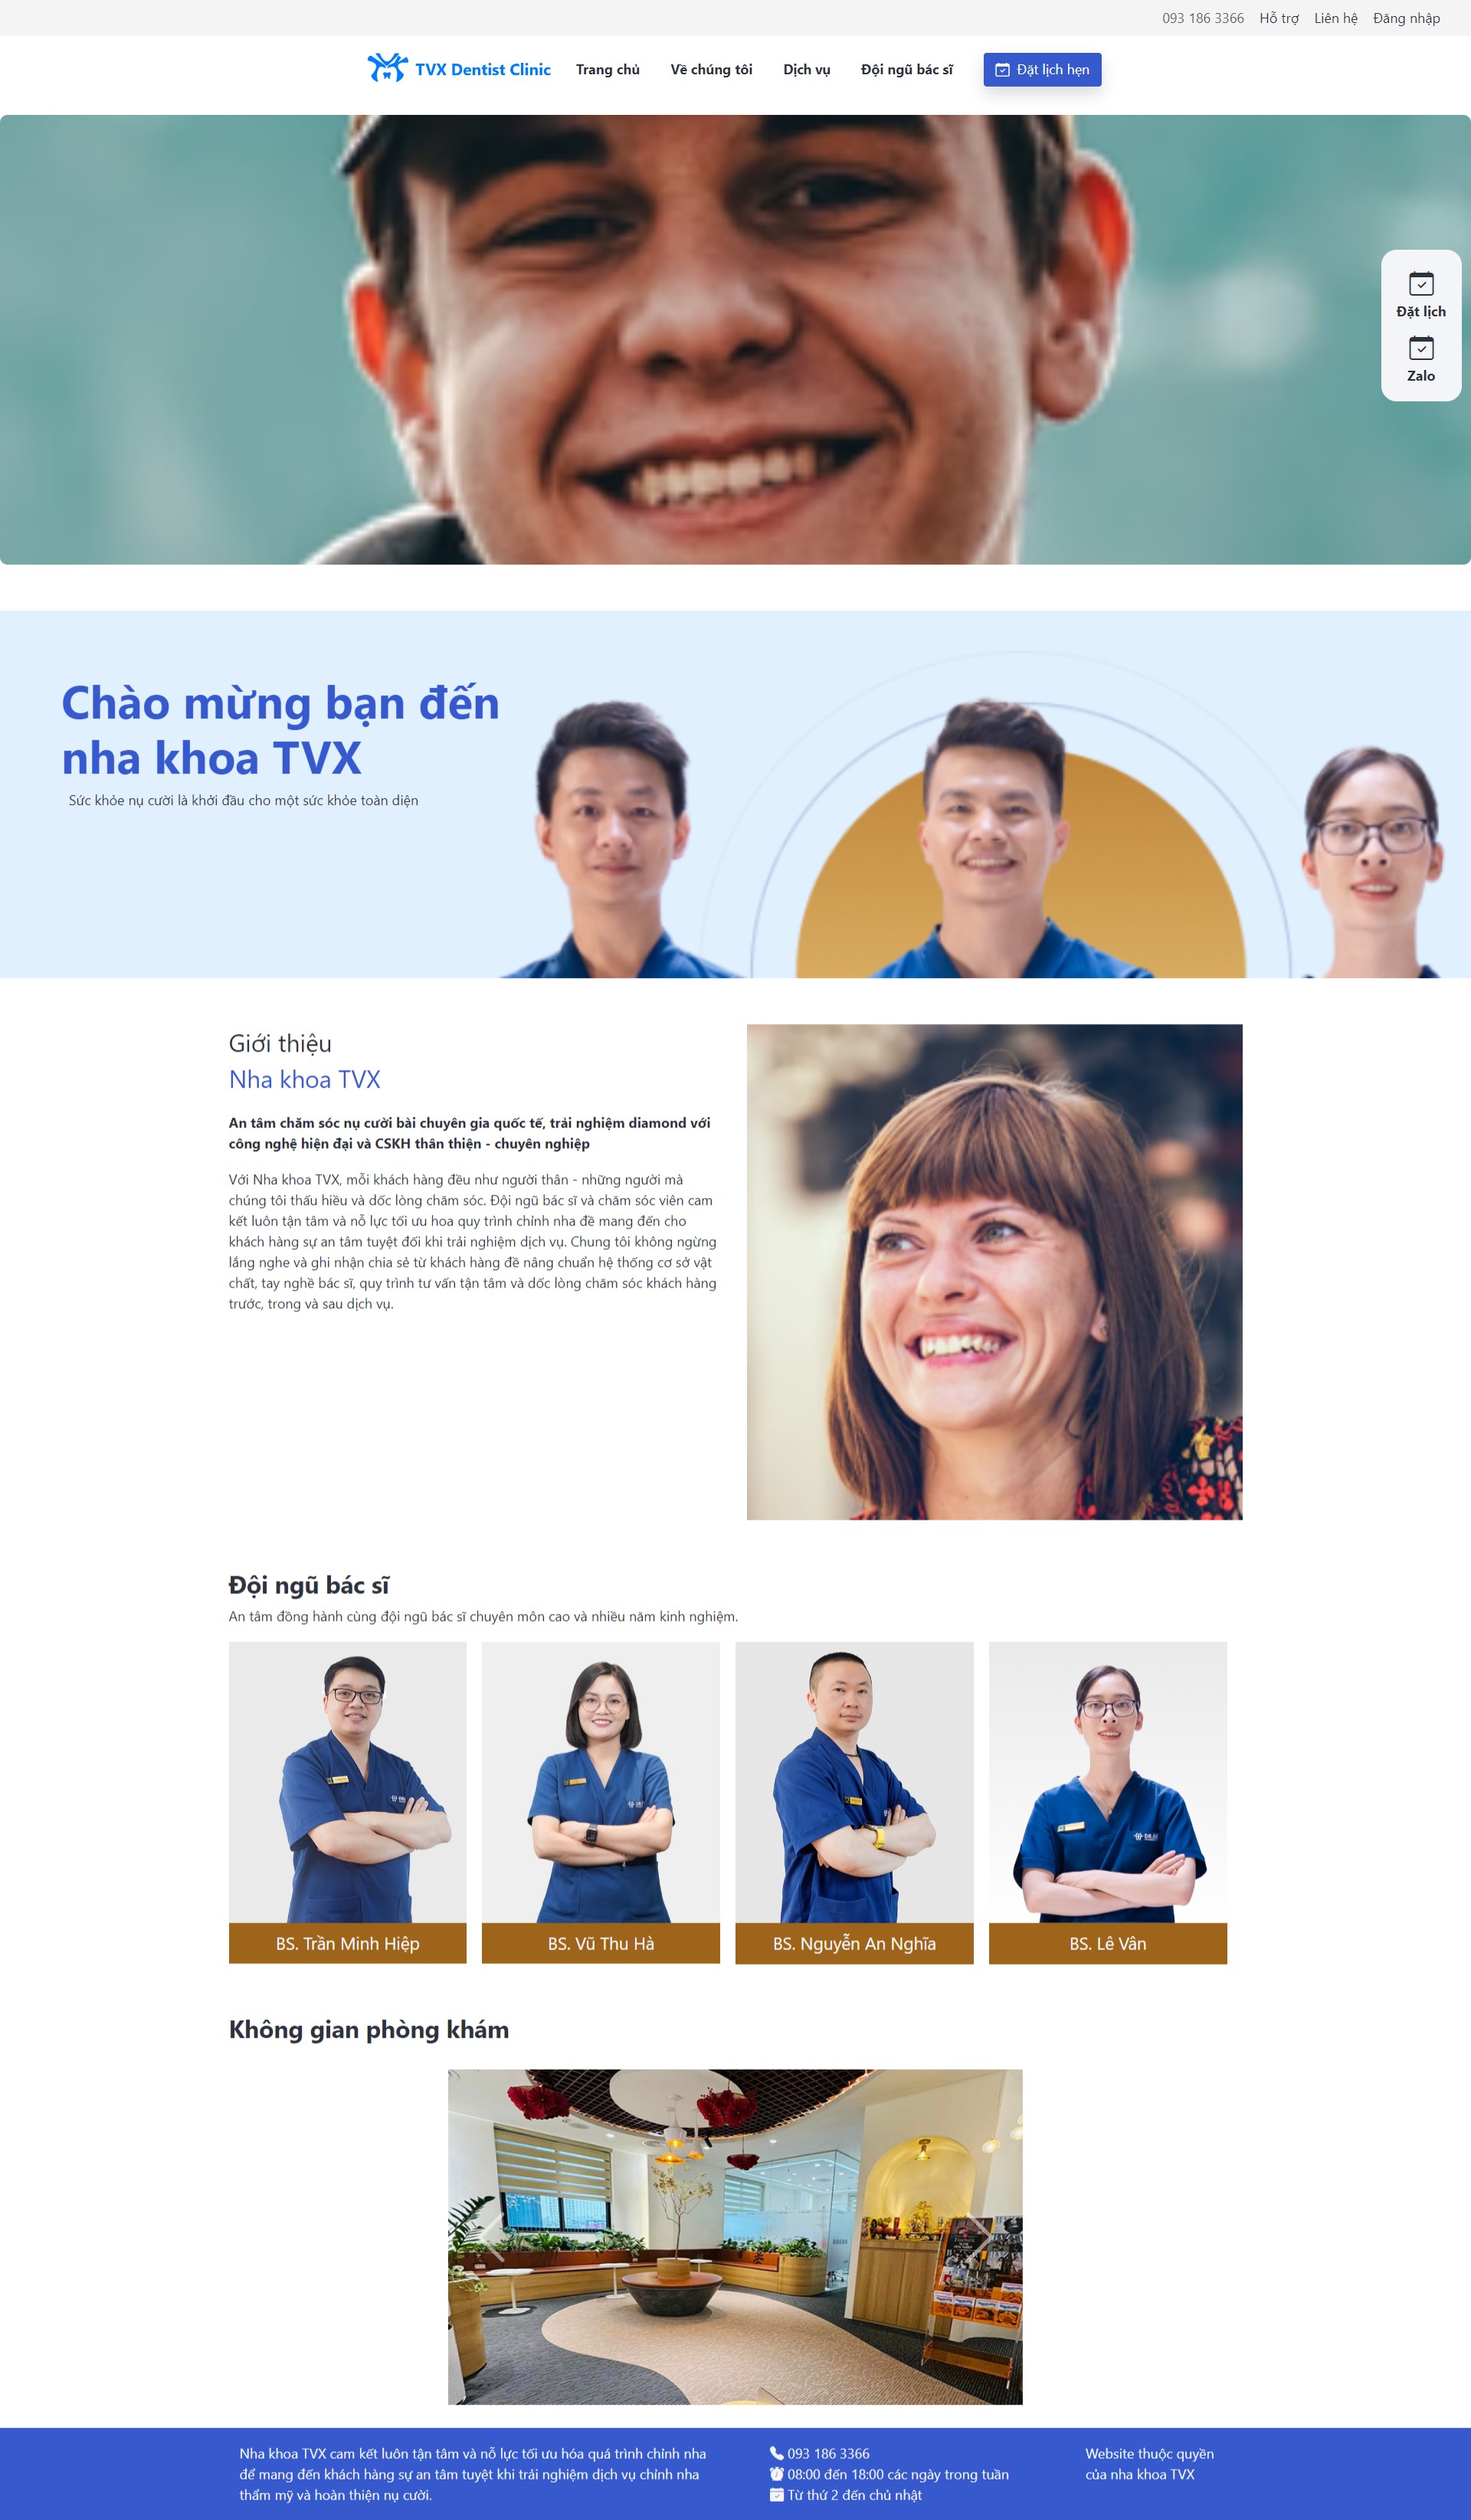 093 186 3366 Hỗ trợ Liên hệ Đăng nhập
TVX Dentist Clinic Trang chủ Về chúng tôi Dịch vụ Đội ngũ bác sĩ Đặt lịch hẹn
Đặt lịch
Zalo
Chào mừng bạn đến
nha khoa TVX
Sức khỏe nụ cười là khởi đầu cho một sức khỏe toàn diện
Giới thiệu
Nha khoa TVX
An tâm chăm sóc nụ cười bài chuyên gia quốc tế, trải nghiệm diamond với
công nghệ hiện đại và CSKH thân thiện - chuyên nghiệp
Với Nha khoa TVX, mỗi khách hàng đều như người thân - những người mà
chúng tôi thấu hiều và dốc lòng chăm sóc. Đội ngũ bác sĩ và chăm sóc viên cam
kết luôn tận tâm và nỗ lực tối ưu hoa quy trình chỉnh nha đề mang đến cho
khách hàng sự an tâm tuyệt đối khi trải nghiệm dịch vụ. Chung tôi không ngừng
lắng nghe và ghi nhận chia sẻ từ khách hàng đề nâng chuẩn hệ thống cơ sở vật
chất, tay nghề bác sĩ, quy trình tư vấn tận tâm và dốc lòng chăm sóc khách hàng
trước, trong và sau dịch vụ.
Đội ngũ bác sĩ
An tâm đồng hành cùng đội ngũ bác sĩ chuyên môn cao và nhiều năm kinh nghiệm.
BS. Trần Minh Hiệp
BS. Vũ Thu Hà
BS. Nguyễn An Nghĩa
BS. Lê Vân
Không gian phòng khám
Nha khoa TVX cam kết luôn tận tâm và nỗ lực tối ưu hóa quá trình chỉnh nha
để mang đến khách hàng sự an tâm tuyệt khi trải nghiệm dịch vụ chỉnh nha
thẩm mỹ và hoàn thiện nụ cười.
093 186 3366
08:00 đến 18:00 các ngày trong tuần
Từ thứ 2 đến chủ nhật
Website thuộc quyền
của nha khoa TVX